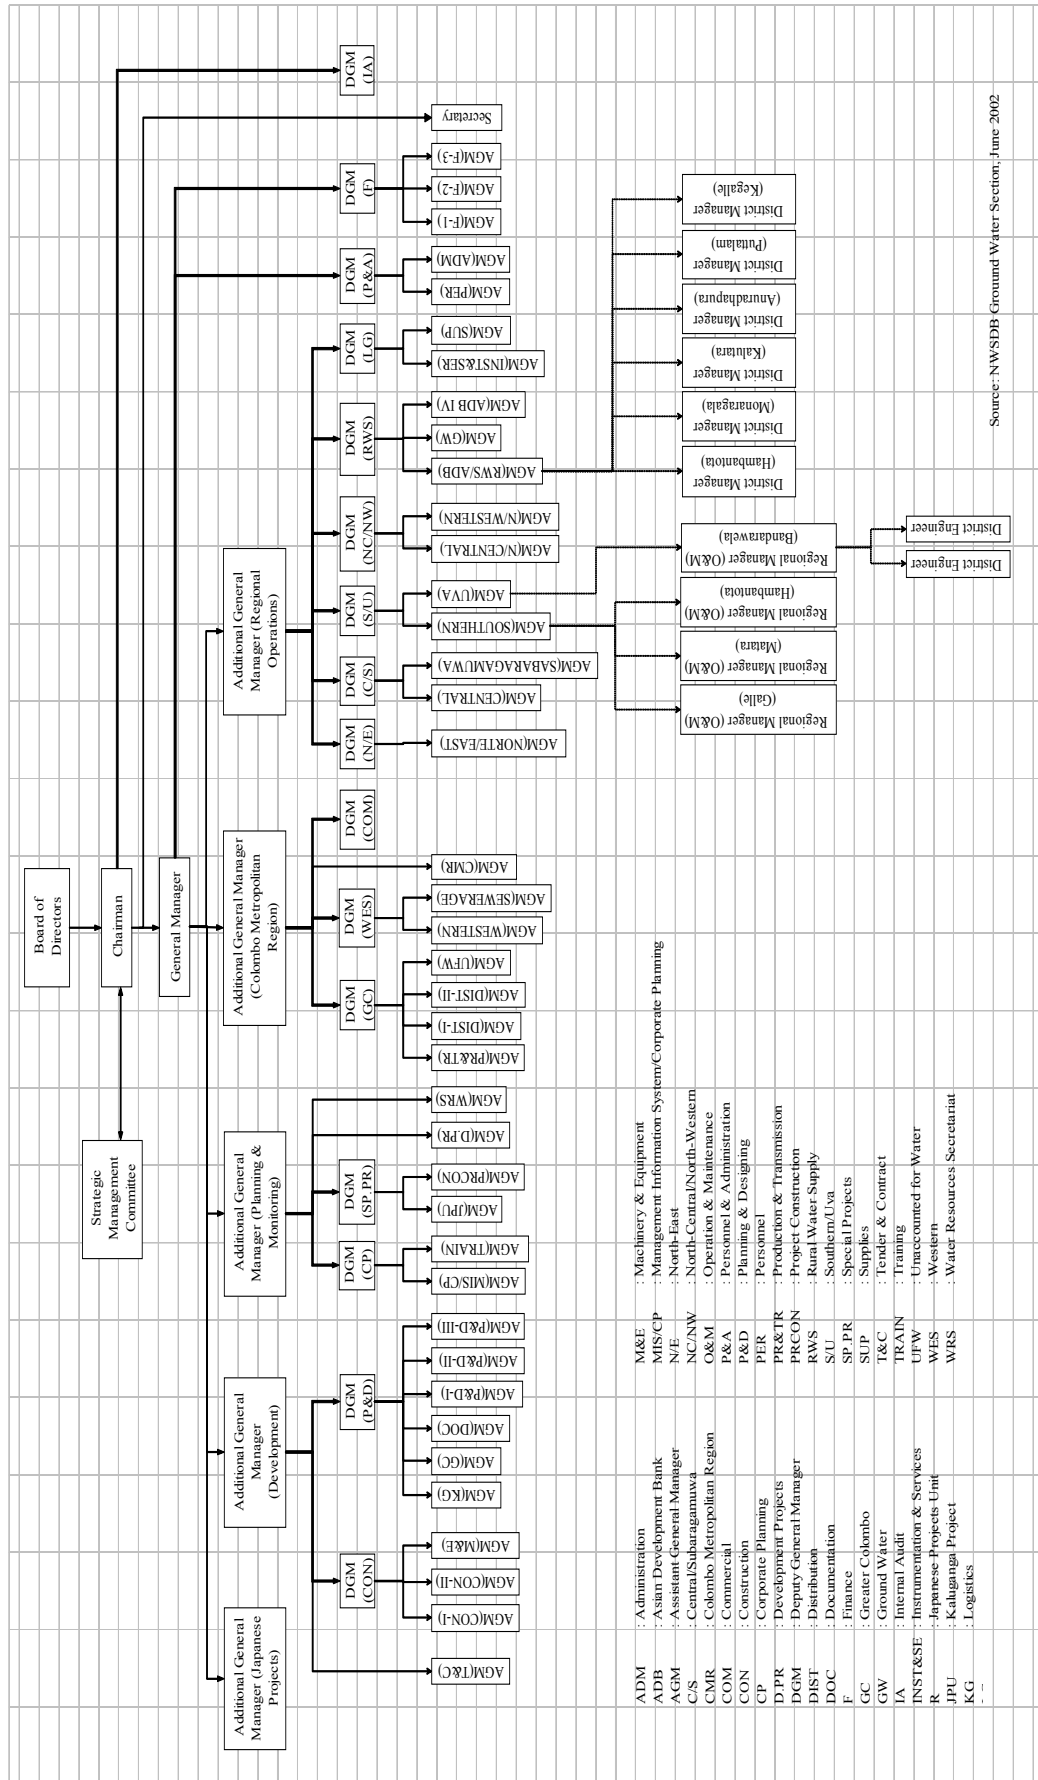 Board of
Directors
Chairman
General Manager
Strategic
Management
Committee
Additional General
Manager (Japanese
Projects)
Additional General
Manager
(Development)
Additional General
Manager (Planning &
Monitoring)
Additional General Manager
(Colombo Metropolitan
Region)
Additional General
Manager (Regional
Operations)
DGM
(CON)
DGM
(P&D)
DGM
(CP)
DGM
(SP.PR)
DGM
(GC)
DGM
(WES)
DGM
(COM)
DGM
(N/E)
DGM
(C/S)
DGM
(S/U)
DGM
(NC/NW)
DGM
(RWS)
DGM
(LG)
DGM
(P&A)
DGM
(F)
DGM
(IA)
AGM(T&C)
AGM(CON-I)
AGM(CON-II)
AGM(M&E)
AGM(KG)
AGM(GC)
AGM(DOC)
AGM(P&D-I)
AGM(P&D-II)
AGM(P&D-III)
AGM(MIS/CP)
AGM(TRAIN)
AGM(JPU)
AGM(PRCON)
AGM(D.PR)
AGM(WRS)
AGM(PR&TR)
AGM(DIST-I)
AGM(DIST-II)
AGM(UFW)
AGM(WESTERN)
AGM(SEWERAGE)
AGM(CMR)
AGM(NORTE/EAST)
AGM(CENTRAL)
AGM(SABARAGAMUWA)
AGM(SOUTHERN)
AGM(UVA)
AGM(N/CENTRAL)
AGM(N/WESTERN)
AGM(RWS/ADB)
AGM(GW)
AGM(ADB IV)
AGM(INST&SER)
AGM(SUP)
AGM(PER)
AGM(ADM)
AGM(F-1)
AGM(F-2)
AGM(F-3)
Secretary
Regional Manager (O&M)
(Galle)
Regional Manager (O&M)
(Matara)
Regional Manager (O&M)
(Hambantota)
Regional Manager (O&M)
(Bandarawela)
District Manager
(Hambantota)
District Manager
(Monaragala)
District Manager
(Kalutara)
District Manager
(Anuradhapura)
District Manager
(Puttalam)
District Manager
(Kegalle)
District Engineer
District Engineer
ADM : Administration
ADB : Asian Development Bank
AGM : Assistant General Manager
C/S : Central/Subaragamuwa
CMR : Colombo Metropolitan Region
COM : Commercial
CON : Construction
CP : Corporate Planning
D.PR : Development Projects
DGM : Deputy General Manager
DIST : Distribution
DOC : Documentation
F : Finance
GC : Greater Colombo
GW : Ground Water
IA : Internal Audit
INST&SE : Instrumentation & Services
R : Japanese Projects Unit
JPU : Kaluganga Project
KG : Logistics
M&E : Machinery & Equipment
MIS/CP : Management Information System/Corporate Planning
N/E : North-East
NC/NW : North-Central/North-Western
O&M : Operation & Maintenance
P&A : Personnel & Administration
P&D : Planning & Designing
PER : Personnel
PR&TR : Production & Transmission
PRCON : Project Construction
RWS : Rural Water Supply
S/U : Southern/Uva
SP.PR : Special Projects
SUP : Supplies
T&C : Tender & Contract
TRAIN : Training
UFW : Unaccounted for Water
WES : Western
WRS : Water Resources Secretariat
Source: NWSDB Grouund Water Section, June 2002